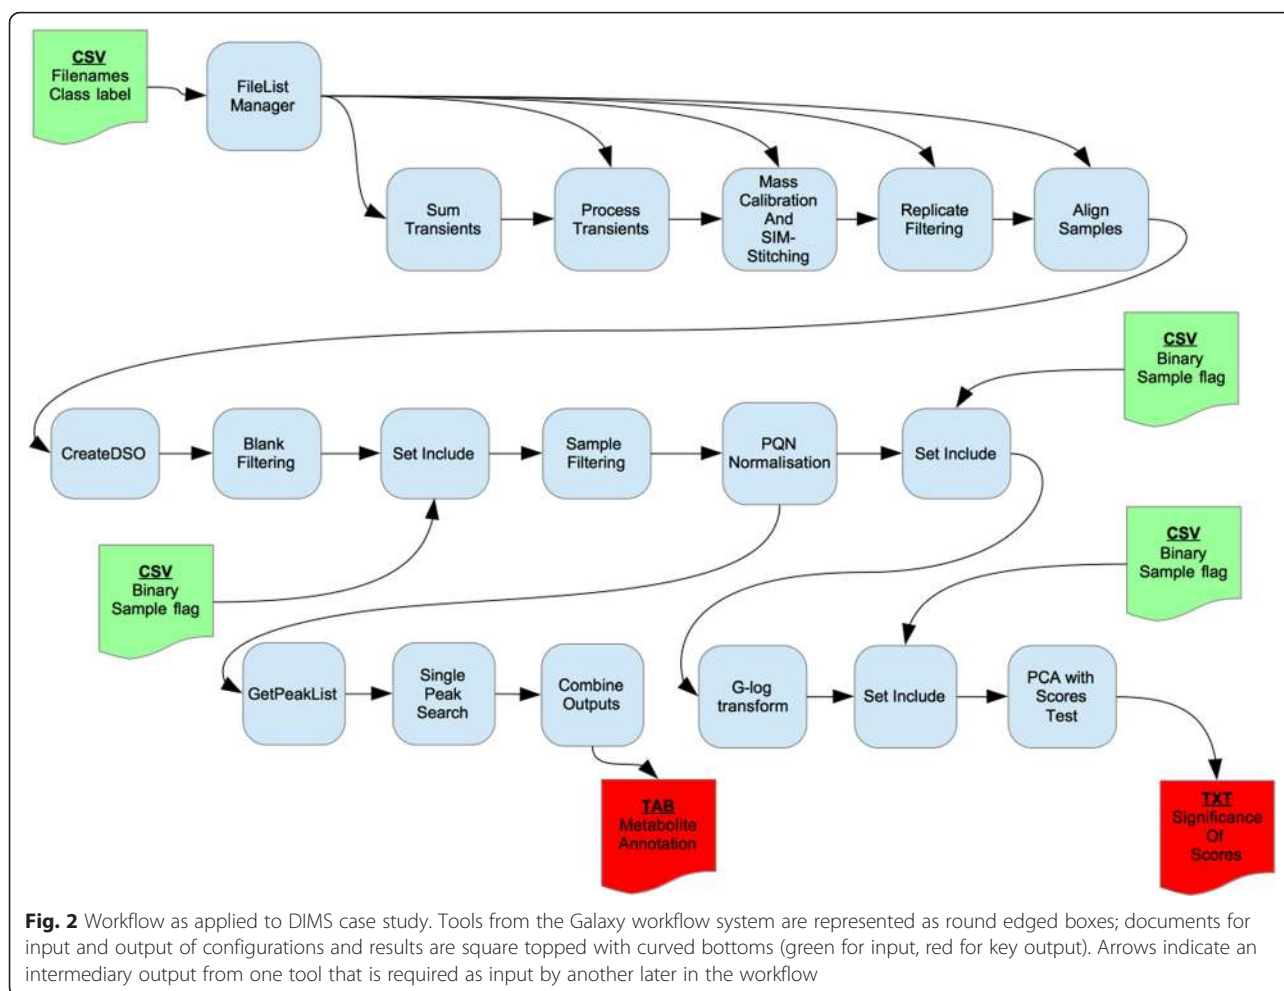 CSV
Filenames
Class label
FileList
Manager
Sum
Transients
Process
Transients
Mass
Calibration
And
SIM-
Stitching
Replicate
Filtering
Align
Samples
CSV
Binary
Sample flag
CreateDSO
Blank
Filtering
Set Include
Sample
Filtering
PQN
Normalisation
Set Include
CSV
Binary
Sample flag
CSV
Binary
Sample flag
GetPeakList
Single
Peak
Search
Combine
Outputs
G-log
transform
Set Include
PCA with
Scores
Test
TAB
Metabolite
Annotation
TXT
Significance
Of
Scores
Fig. 2 Workflow as applied to DIMS case study. Tools from the Galaxy workflow system are represented as round edged boxes; documents for
input and output of configurations and results are square topped with curved bottoms (green for input, red for key output). Arrows indicate an
intermediary output from one tool that is required as input by another later in the workflow